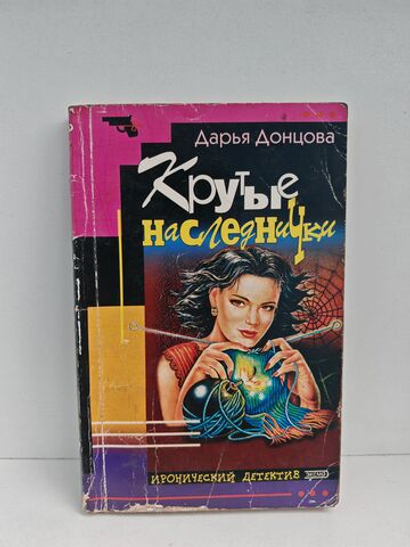 Дарья Донцова
Крутые
наследнички
ИРОНИЧЕСКИЙ ДЕТЕКТИВ